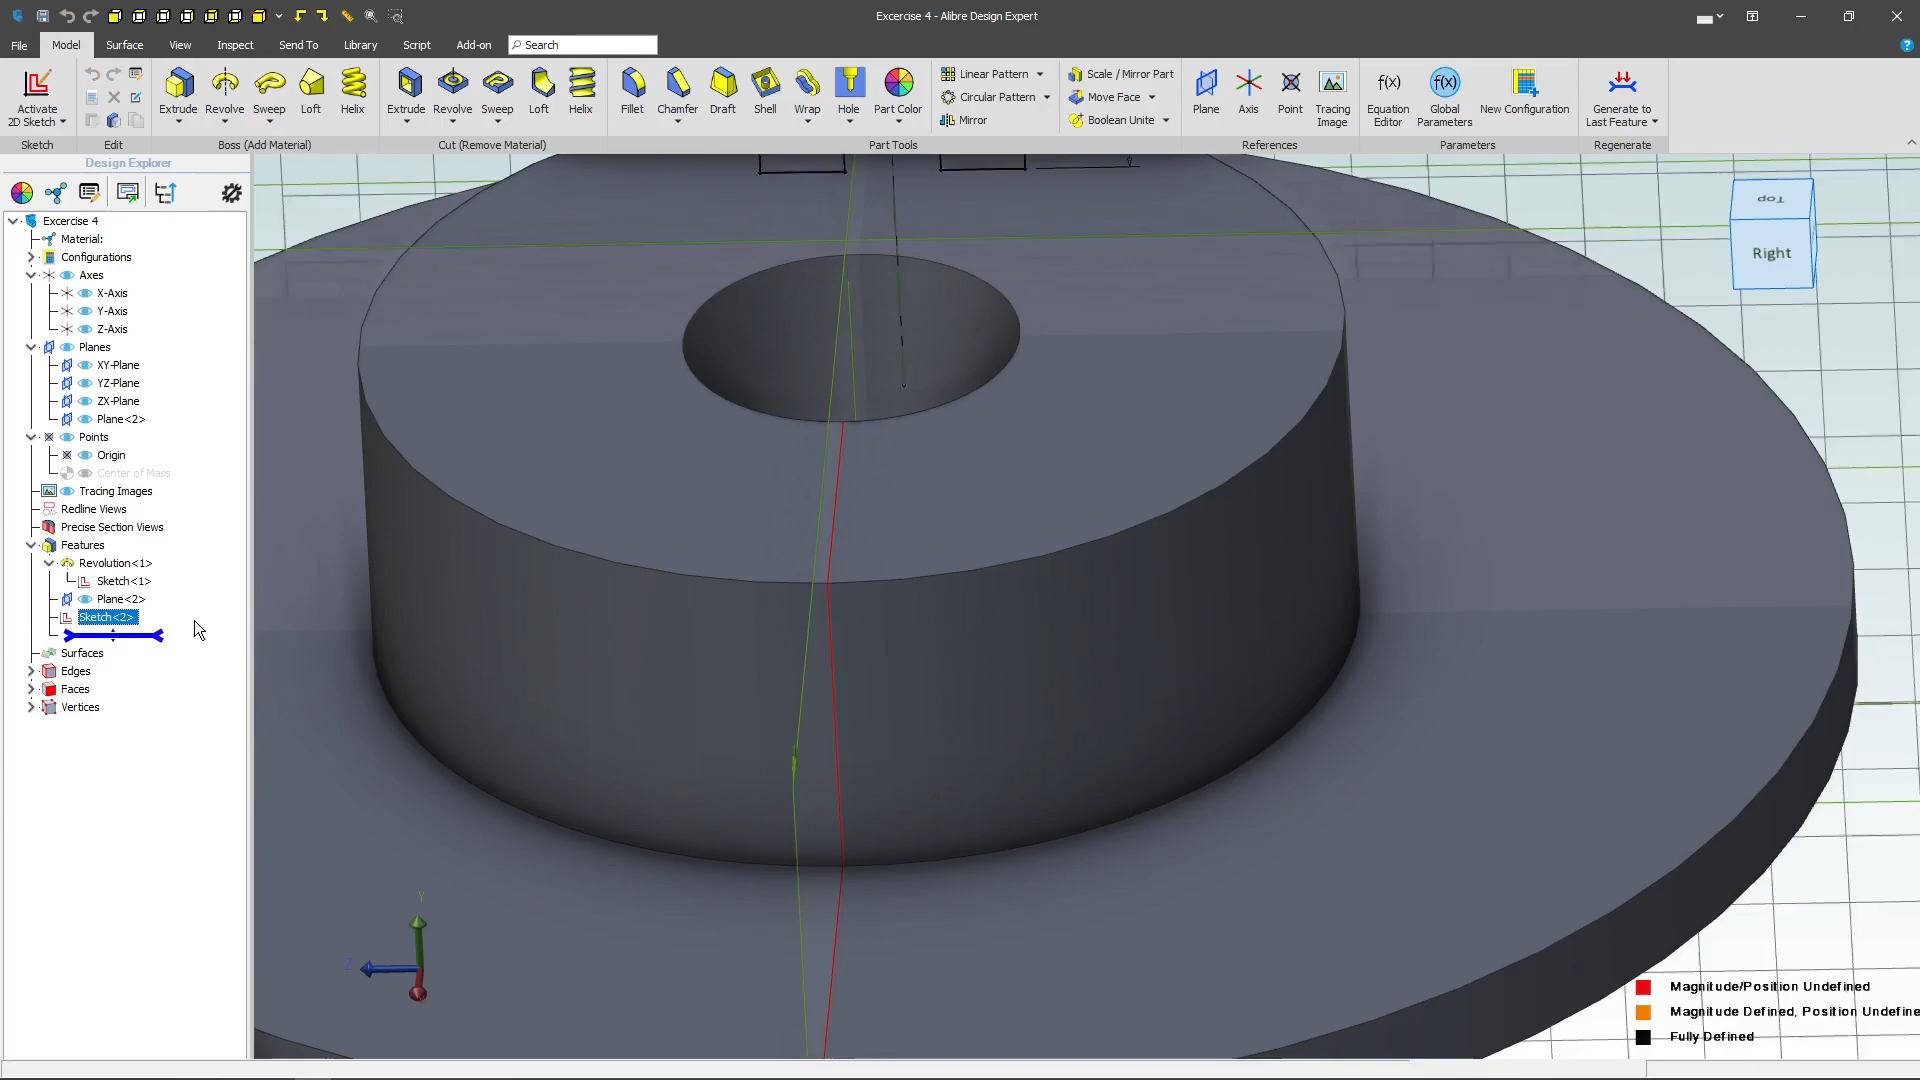 Excercise 4 - Alibre Design Expert
File Model Surface View Inspect Send To Library Script Add-on Search
Activate
2D Sketch
Extrude Revolve Sweep Loft Helix
Extrude Revolve Sweep Loft Helix
Fillet Chamfer Draft Shell Wrap Hole Part Color
Linear Pattern
Circular Pattern
Mirror
Scale / Mirror Part
Move Face
Boolean Unite
Plane Axis Point Tracing
Image
f(x)
Equation
Editor
f(x)
Global
Parameters
New Configuration
Generate to
Last Feature
Sketch Edit Boss (Add Material) Cut (Remove Material) Part Tools References Parameters Regenerate
Design Explorer
Excercise 4
Material:
Configurations
Axes
X-Axis
Y-Axis
Z-Axis
Planes
XY-Plane
YZ-Plane
ZX-Plane
Plane<2>
Points
Origin
Center of Mass
Tracing Images
Redline Views
Precise Section Views
Features
Revolution<1>
Sketch<1>
Plane<2>
Sketch<2>
Surfaces
Edges
Faces
Vertices
Top
Right
Y
Z
Magnitude/Position Undefined
Magnitude Defined, Position Undefine
Fully Defined